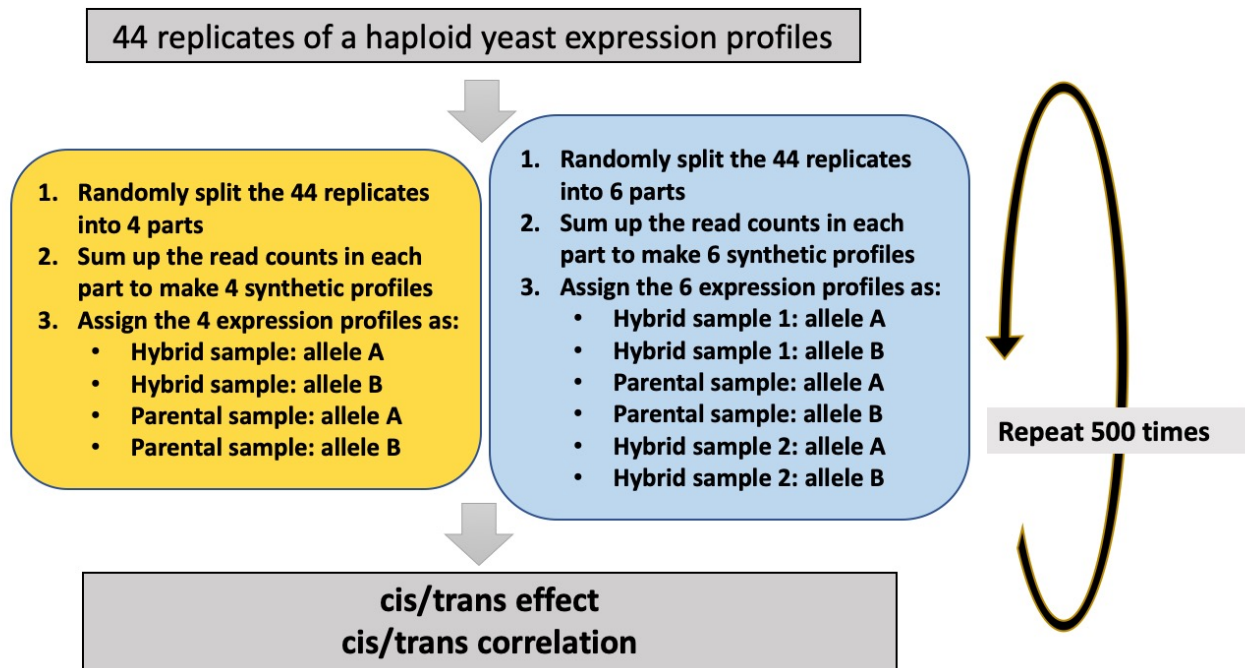 44 replicates of a haploid yeast expression profiles
1. Randomly split the 44 replicates
into 4 parts
2. Sum up the read counts in each
part to make 4 synthetic profiles
3. Assign the 4 expression profiles as:
• Hybrid sample: allele A
• Hybrid sample: allele B
• Parental sample: allele A
• Parental sample: allele B
1. Randomly split the 44 replicates
into 6 parts
2. Sum up the read counts in each
part to make 6 synthetic profiles
3. Assign the 6 expression profiles as:
• Hybrid sample 1: allele A
• Hybrid sample 1: allele B
• Parental sample: allele A
• Parental sample: allele B
• Hybrid sample 2: allele A
• Hybrid sample 2: allele B
Repeat 500 times
cis/trans effect
cis/trans correlation